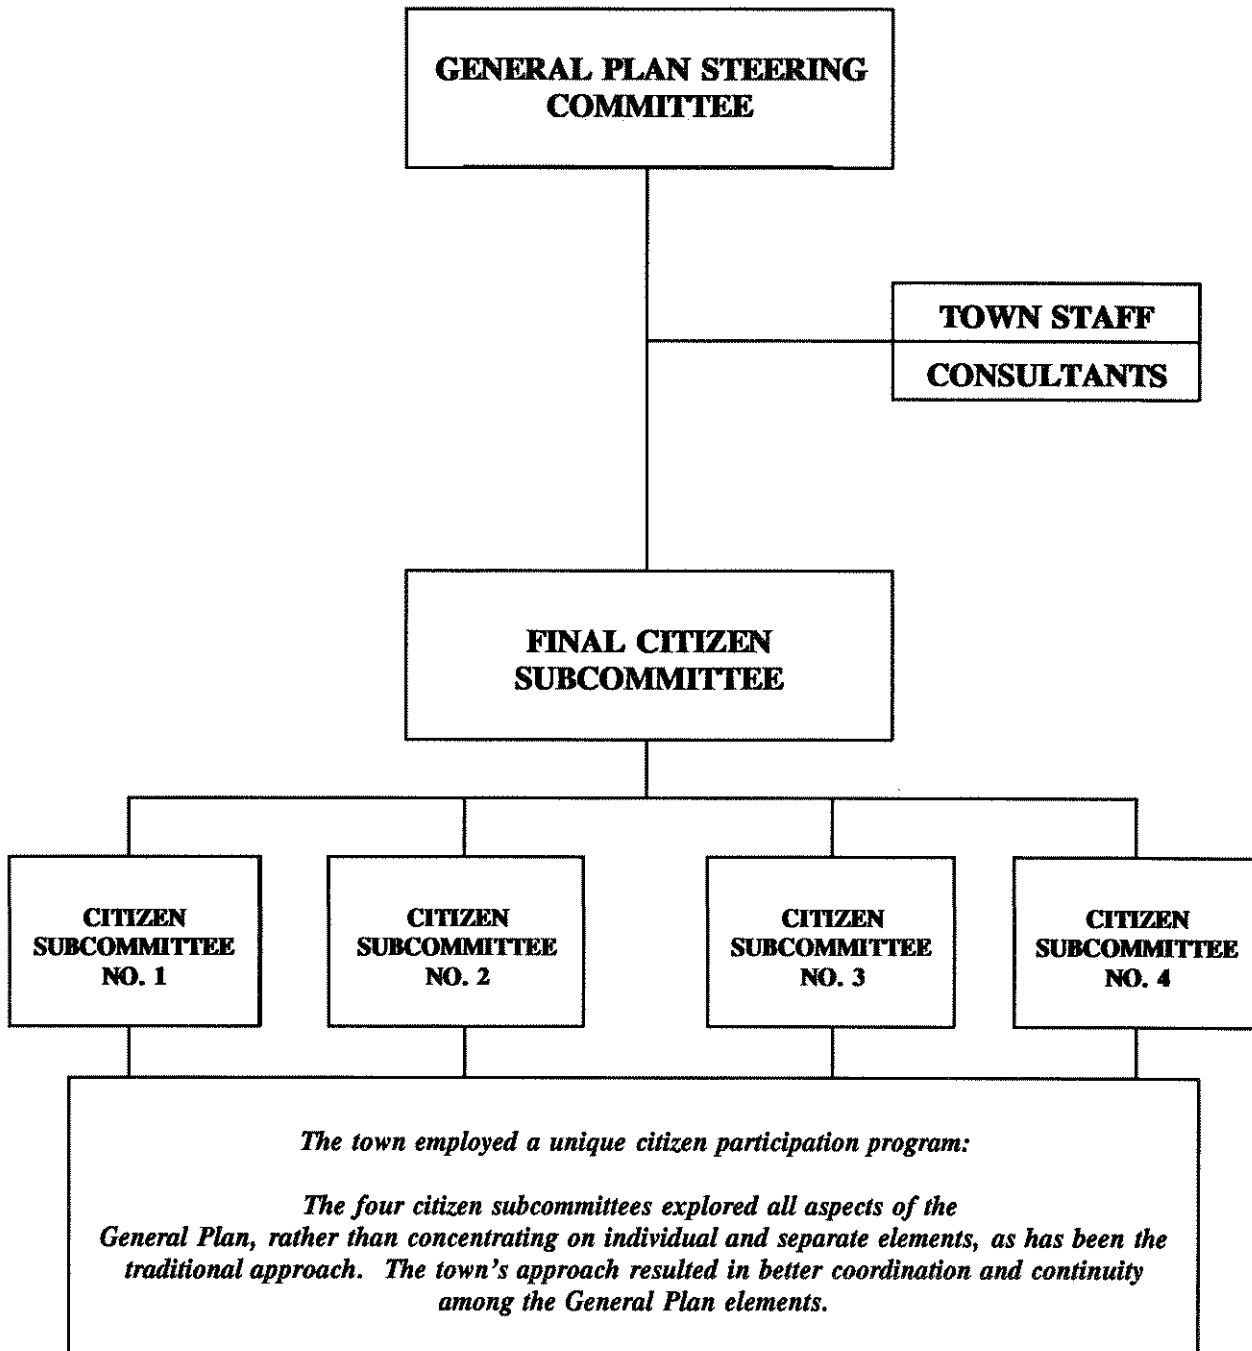 GENERAL PLAN STEERING
COMMITTEE
TOWN STAFF
CONSULTANTS
FINAL CITIZEN
SUBCOMMITTEE
CITIZEN
SUBCOMMITTEE
NO. 1
CITIZEN
SUBCOMMITTEE
NO. 2
CITIZEN
SUBCOMMITTEE
NO. 3
CITIZEN
SUBCOMMITTEE
NO. 4
The town employed a unique citizen participation program:
The four citizen subcommittees explored all aspects of the
General Plan, rather than concentrating on individual and separate elements, as has been the
traditional approach. The town's approach resulted in better coordination and continuity
among the General Plan elements.